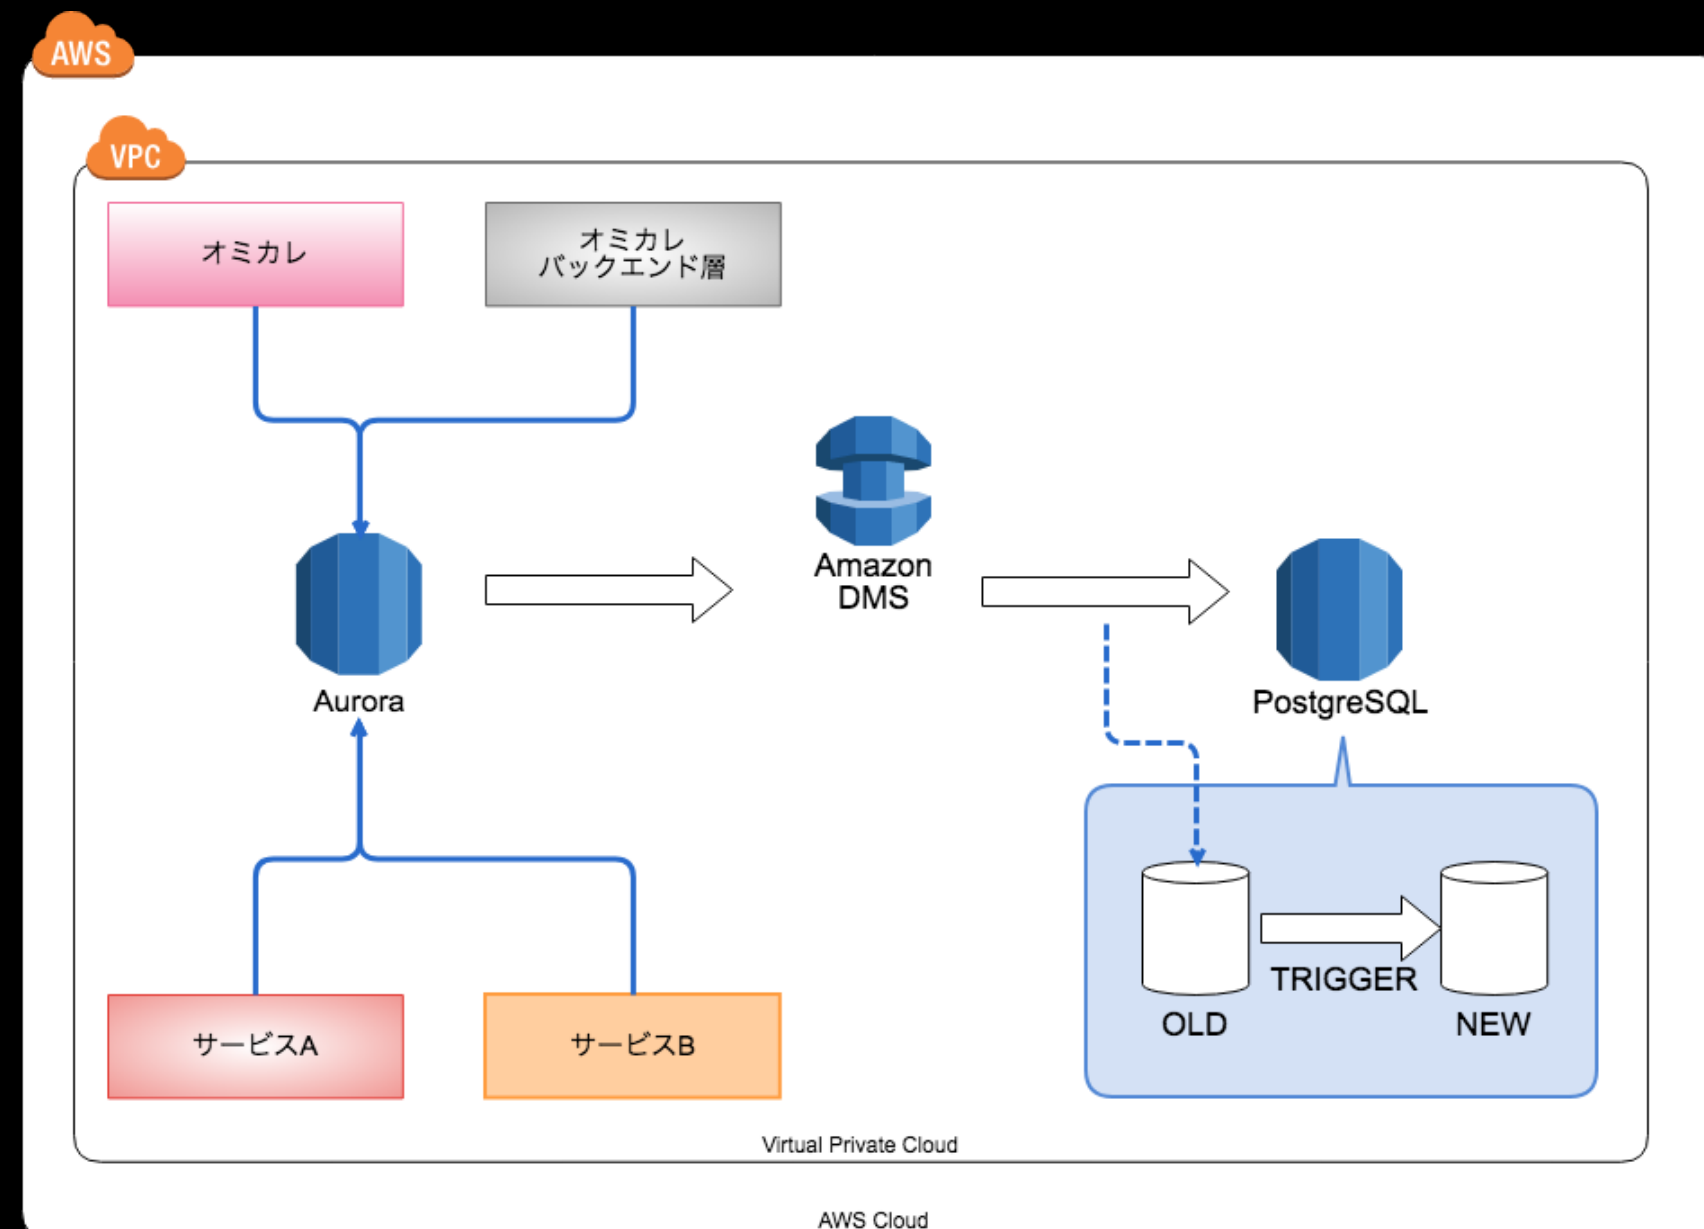 AWS
VPC
オミカレ
オミカレ
バックエンド層
Amazon
DMS
Aurora
PostgreSQL
TRIGGER
OLD
NEW
サービスA
サービスB
Virtual Private Cloud
AWS Cloud